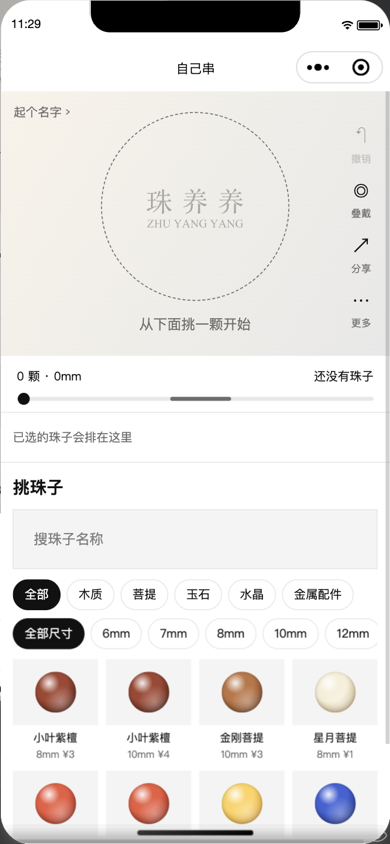 11:29
自己串
起个名字 >
撤销
珠养养
ZHU YANG YANG
叠戴
分享
更多
从下面挑一颗开始
0 颗 · 0mm 还没有珠子
已选的珠子会排在这里
挑珠子
搜珠子名称
全部 木质 菩提 玉石 水晶 金属配件
全部尺寸 6mm 7mm 8mm 10mm 12mm
小叶紫檀 小叶紫檀 金刚菩提 星月菩提
8mm ¥3 10mm ¥4 10mm ¥3 8mm ¥1